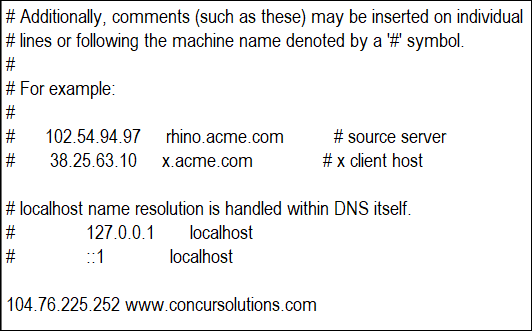 # Additionally, comments (such as these) may be inserted on individual
# lines or following the machine name denoted by a '#' symbol.
#
# For example:
#
# 102.54.94.97 rhino.acme.com # source server
# 38.25.63.10 x.acme.com # x client host
# localhost name resolution is handled within DNS itself.
# 127.0.0.1 localhost
# ::1 localhost
104.76.225.252 www.concursolutions.com